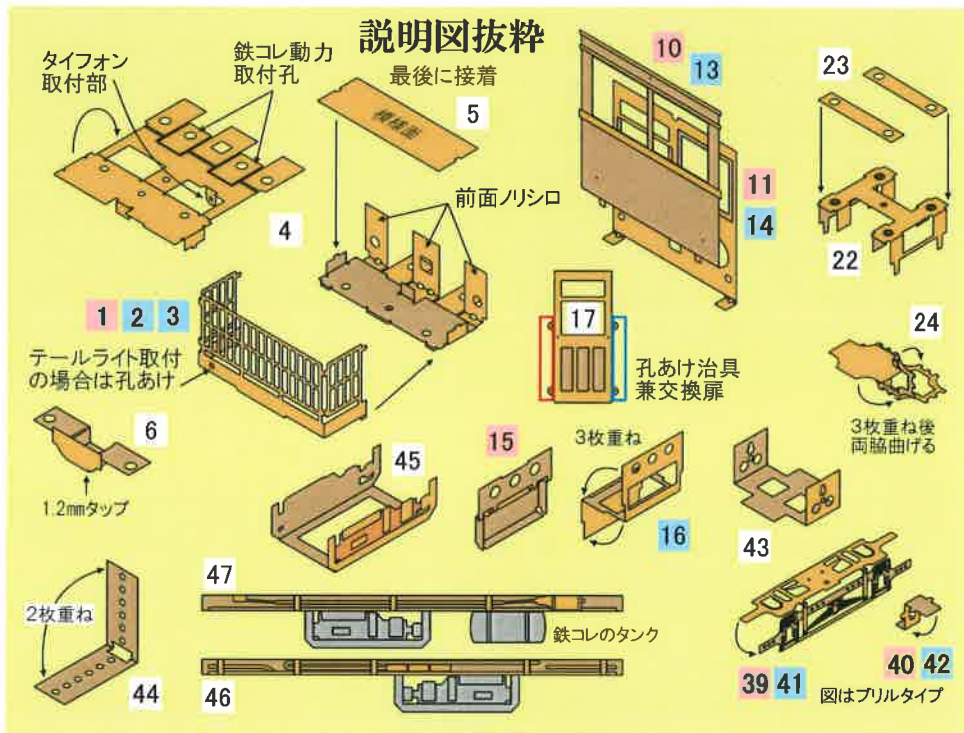 説明図抜粋
タイフォン
取付部
鉄コレ動力
取付孔
最後に接着
5
模様面
4
前面ノリシロ
10
13
11
14
23
22
1 2 3
テールライト取付
の場合は孔あけ
17
孔あけ治具
兼交換扉
24
3枚重ね後
両脇曲げる
6
1.2㎜タップ
45
15
3枚重ね
16
43
2枚重ね
44
47
鉄コレのタンク
46
39 41
40 42
図はブリルタイプ